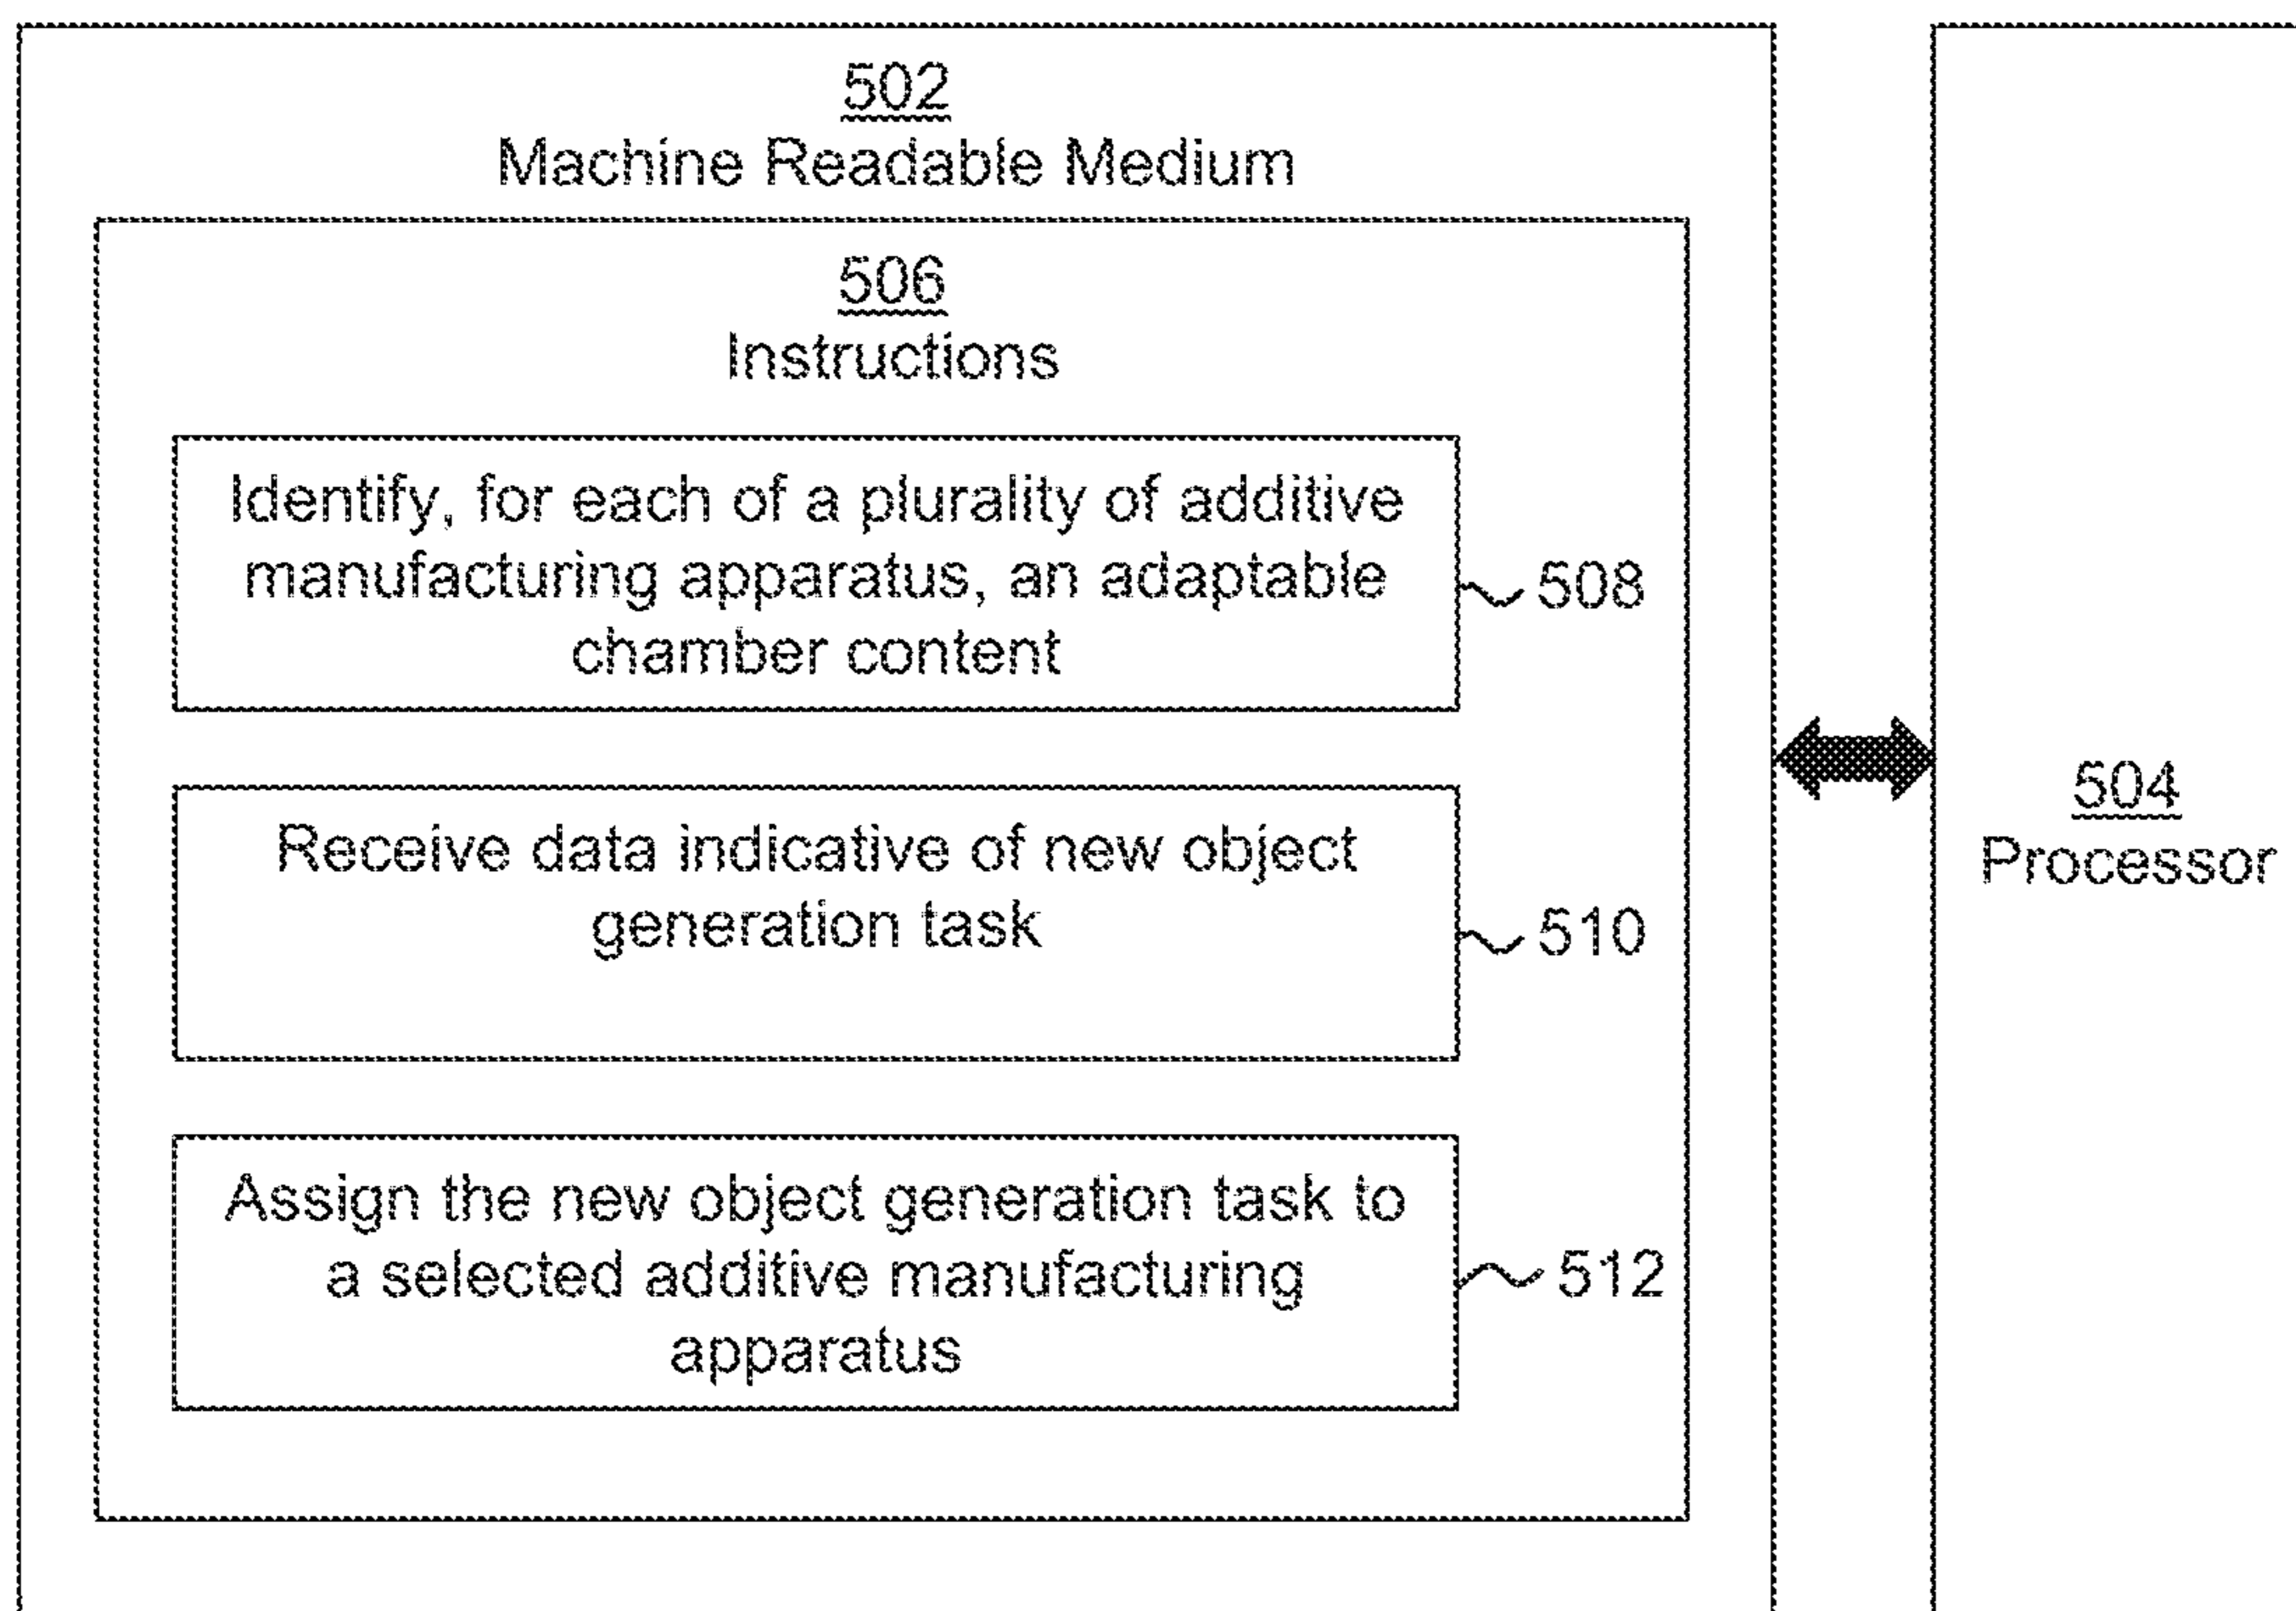 502
Machine Readable Medium
506
Instructions
Identify, for each of a plurality of additive
manufacturing apparatus, an adaptable
chamber content
508
Receive data indicative of new object
generation task
510
Assign the new object generation task to
a selected additive manufacturing
apparatus
512
504
Processor